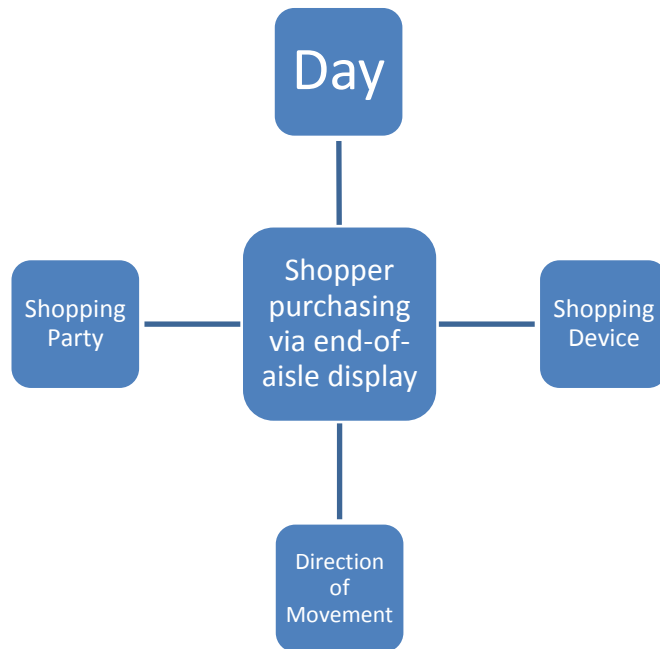 Day
Shopper
purchasing
via end-of-
aisle display
Shopping
Party
Shopping
Device
Direction
of
Movement